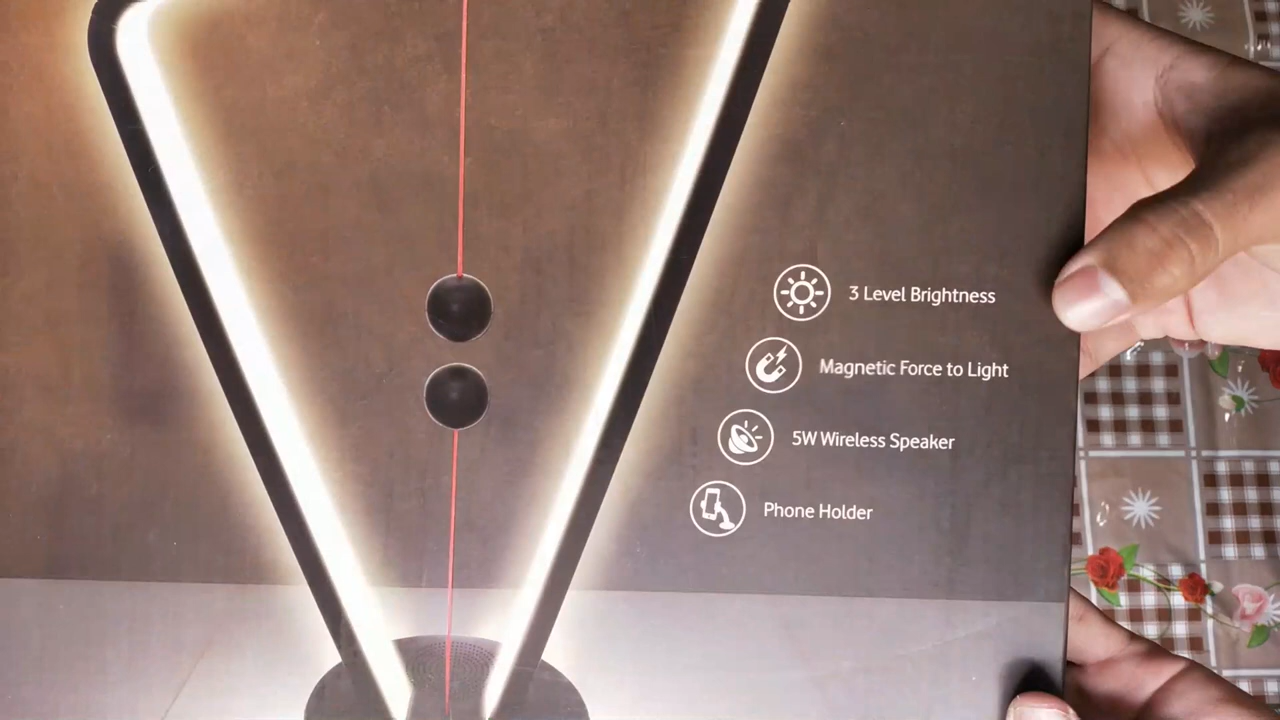 3 Level Brightness
Magnetic Force to Light
5W Wireless Speaker
Phone Holder